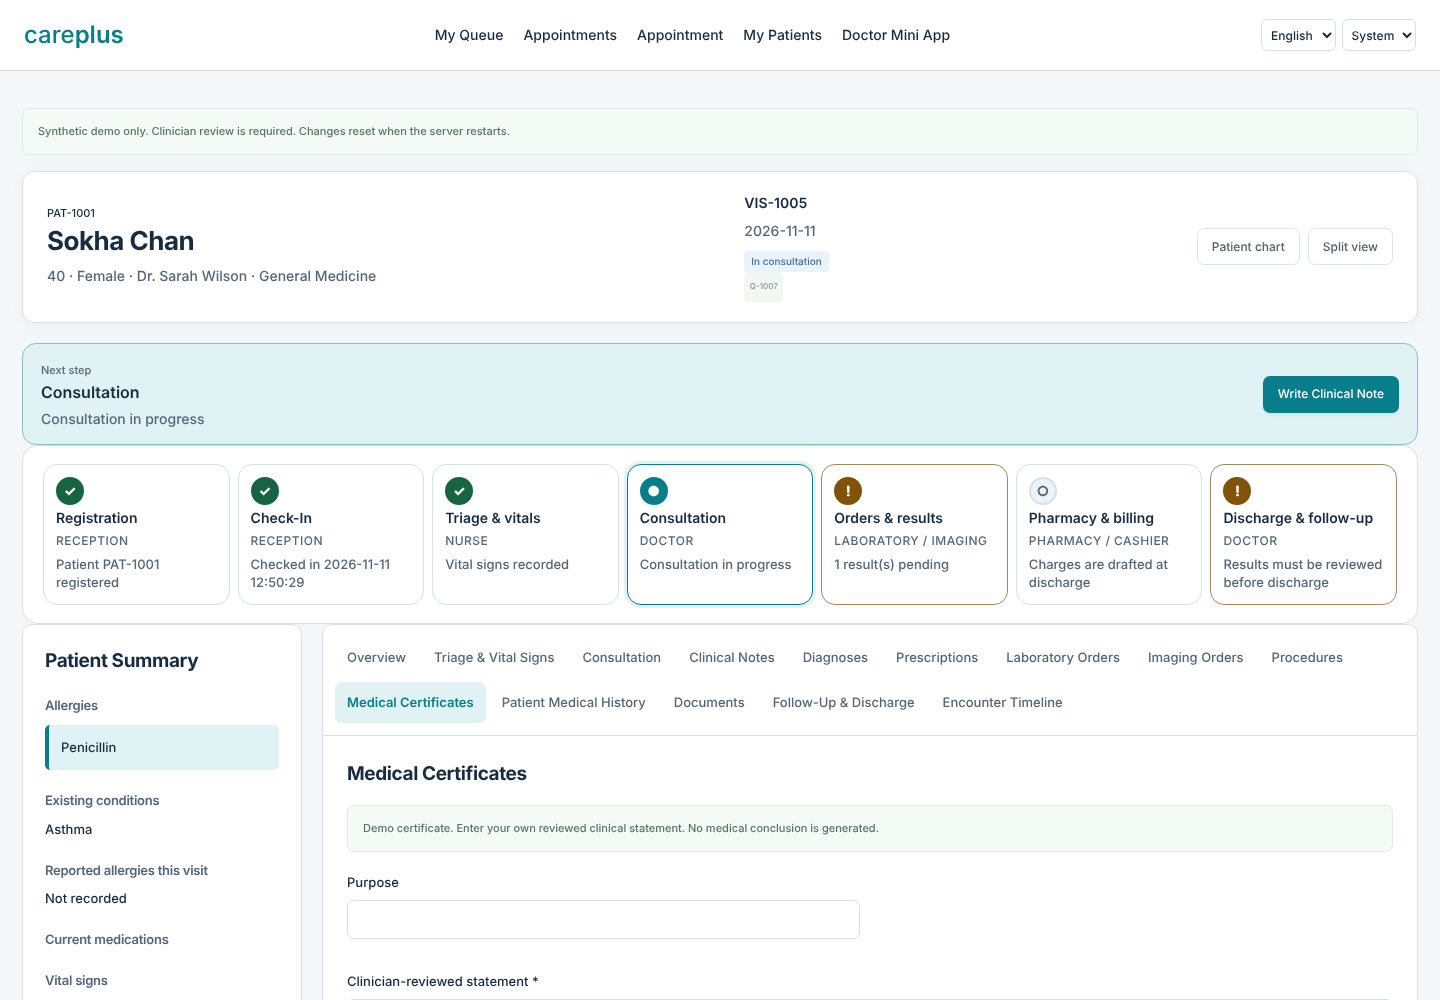 careplus
My Queue Appointments Appointment My Patients Doctor Mini App
English System
Synthetic demo only. Clinician review is required. Changes reset when the server restarts.
PAT-1001
Sokha Chan
40 · Female · Dr. Sarah Wilson · General Medicine
VIS-1005
2026-11-11
In consultation
Q-1007
Patient chart Split view
Next step
Consultation
Consultation in progress
Write Clinical Note
Registration
RECEPTION
Patient PAT-1001
registered
Check-In
RECEPTION
Checked in 2026-11-11
12:50:29
Triage & vitals
NURSE
Vital signs recorded
Consultation
DOCTOR
Consultation in progress
Orders & results
LABORATORY / IMAGING
1 result(s) pending
Pharmacy & billing
PHARMACY / CASHIER
Charges are drafted at
discharge
Discharge & follow-up
DOCTOR
Results must be reviewed
before discharge
Patient Summary
Allergies
Penicillin
Existing conditions
Asthma
Reported allergies this visit
Not recorded
Current medications
Vital signs
Overview Triage & Vital Signs Consultation Clinical Notes Diagnoses Prescriptions Laboratory Orders Imaging Orders Procedures
Medical Certificates Patient Medical History Documents Follow-Up & Discharge Encounter Timeline
Medical Certificates
Demo certificate. Enter your own reviewed clinical statement. No medical conclusion is generated.
Purpose
Clinician-reviewed statement *